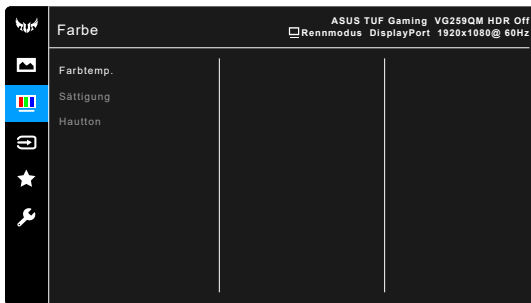 Farbe
ASUS TUF Gaming VG259QM HDR Off
Rennmodus DisplayPort 1920x1080@ 60Hz
Farbtemp.
Sättigung
Hautton